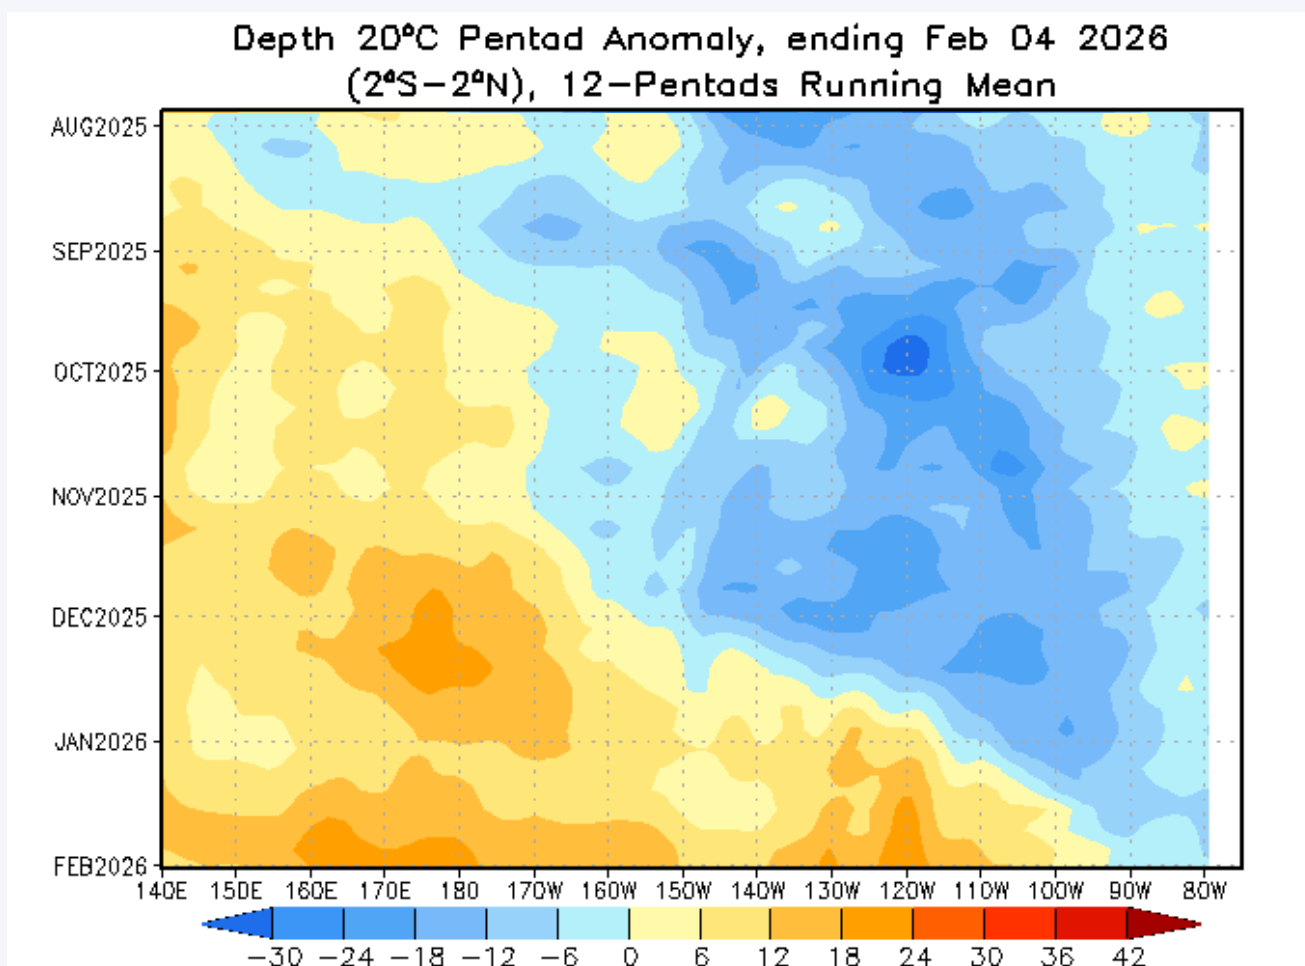 Depth 20°C Pentad Anomaly, ending Feb 04 2026
(2°S−2°N), 12−Pentads Running Mean
AUG2025
SEP2025
OCT2025
NOV2025
DEC2025
JAN2026
FEB2026
140E 150E 160E 170E 180 170W 160W 150W 140W 130W 120W 110W 100W 90W 80W
−30 −24 −18 −12 −6 0 6 12 18 24 30 36 42